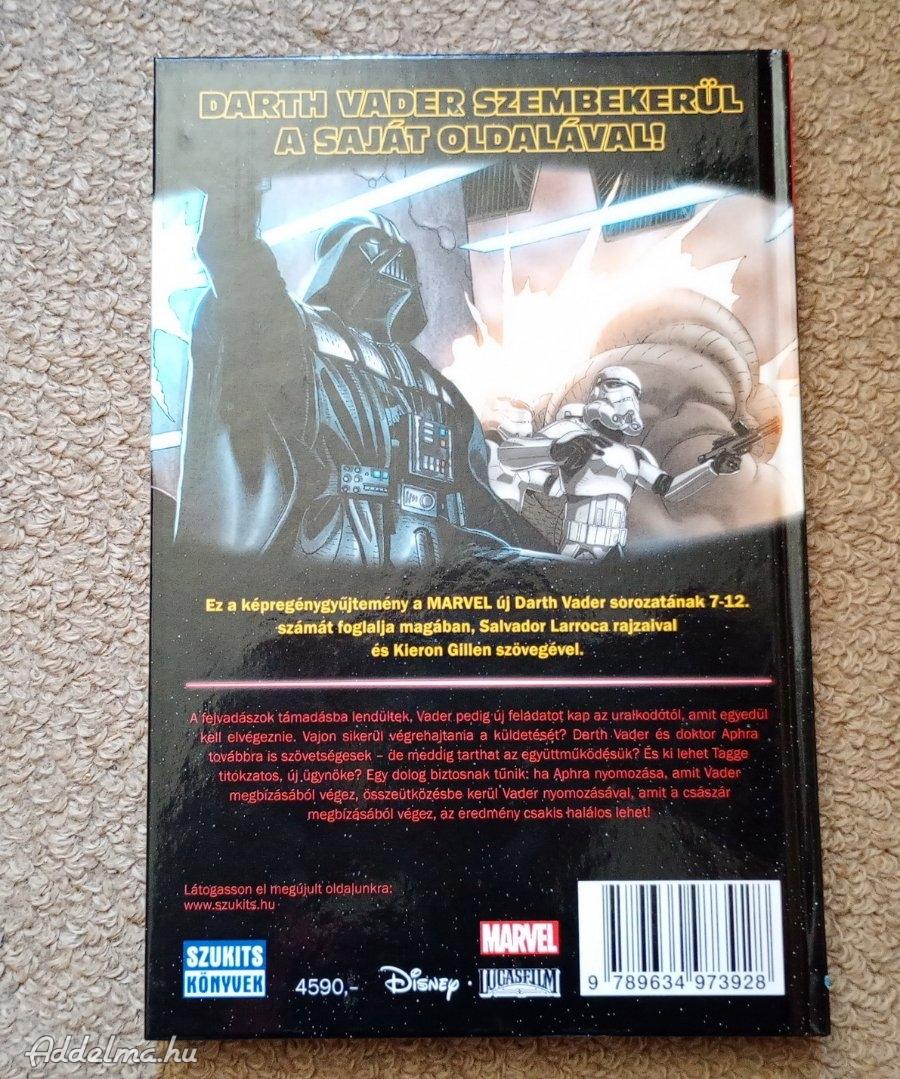 DARTH VADER SZEMBEKERÜL
A SAJÁT OLDALÁVAL!
Ez a képregénygyűjtemény a MARVEL új Darth Vader sorozatának 7-12.
számát foglalja magában, Salvador Larroca rajzaival
és Kieron Gillen szövegével.
A fejvadászok támadásba lendültek, Vader pedig új feladatot kap az uralkodótól, amit egyedül
kell elvégeznie. Vajon sikerül végrehajtania a küldetését? Darth Vader és doktor Aphra
továbbra is szövetségesek – de meddig tarthat az együttműködésük? És ki lehet Tagge
titokzatos, új ügynöke? Egy dolog biztosnak tűnik: ha Aphra nyomozása, amit Vader
megbízásából végez, összeütközésbe kerül Vader nyomozásával, amit a császár
megbízásából végez, az eredmény csakis halálos lehet!
Látogasson el megújult oldalunkra:
www.szukits.hu
SZUKITS
KÖNYVEK
4590,-
Disney
MARVEL
LUCASFILM
9 789634 973928
Addelma.hu